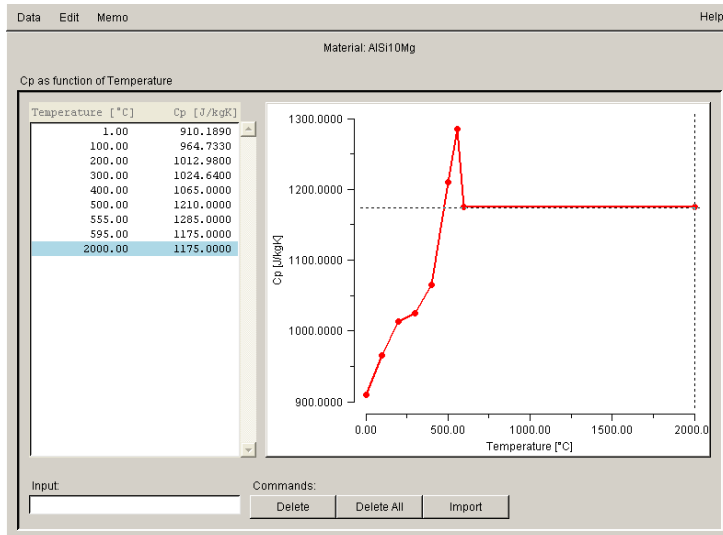 Data Edit Memo Help
Material: AlSi10Mg
Cp as function of Temperature
Temperature [°C] Cp [J/kgK]
1.00 910.1890
100.00 964.7330
200.00 1012.9800
300.00 1024.6400
400.00 1065.0000
500.00 1210.0000
555.00 1285.0000
595.00 1175.0000
2000.00 1175.0000
1300.0000
1200.0000
1100.0000
1000.0000
900.0000
Cp [J/kgK]
0.00 500.00 1000.00 1500.00 2000.0
Temperature [°C]
Input: Commands:
Delete Delete All Import